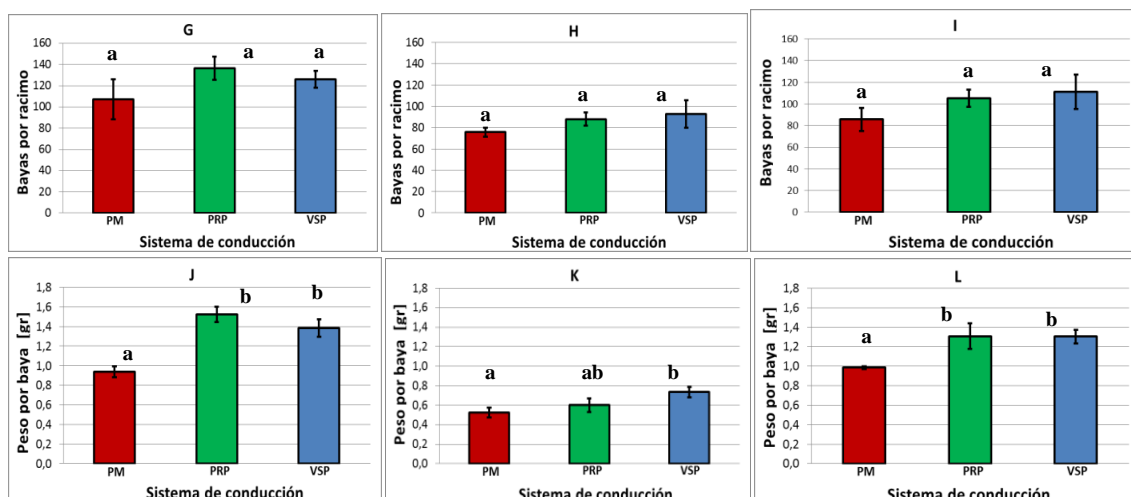 G
160
140
120
100
80
60
40
20
0
Bayas por racimo
a
a
a
PM
PRP
VSP
Sistema de conducción
H
160
140
120
100
80
60
40
20
0
Bayas por racimo
a
a
a
PM
PRP
VSP
Sistema de conducción
I
160
140
120
100
80
60
40
20
0
Bayas por racimo
a
a
a
PM
PRP
VSP
Sistema de conducción
J
1,8
1,6
1,4
1,2
1,0
0,8
0,6
0,4
0,2
0,0
Peso por baya [gr]
a
b
b
PM
PRP
VSP
Sistema de conducción
K
1,8
1,6
1,4
1,2
1,0
0,8
0,6
0,4
0,2
0,0
Peso por baya [gr]
a
ab
b
PM
PRP
VSP
Sistema de conducción
L
1,8
1,6
1,4
1,2
1,0
0,8
0,6
0,4
0,2
0,0
Peso por baya [gr]
a
b
b
PM
PRP
VSP
Sistema de conducción